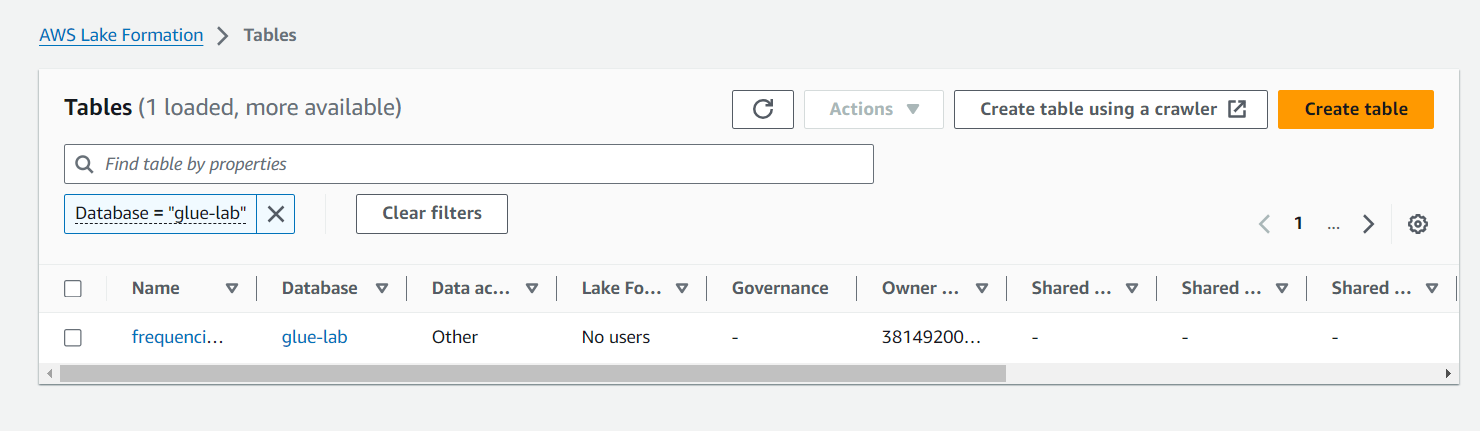 AWS Lake Formation > Tables
Tables (1 loaded, more available)
Actions
Create table using a crawler
Create table
Find table by properties
Database = "glue-lab"
Clear filters
1 ...
Name Database Data ac... Lake Fo... Governance Owner ... Shared ... Shared ... Shared ...
frequenci... glue-lab Other No users - 38149200... - - -